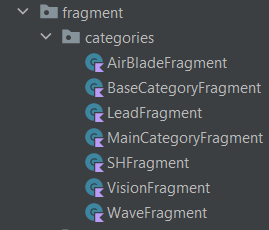 fragment
categories
AirBladeFragment
BaseCategoryFragment
LeadFragment
MainCategoryFragment
SHFragment
VisionFragment
WaveFragment